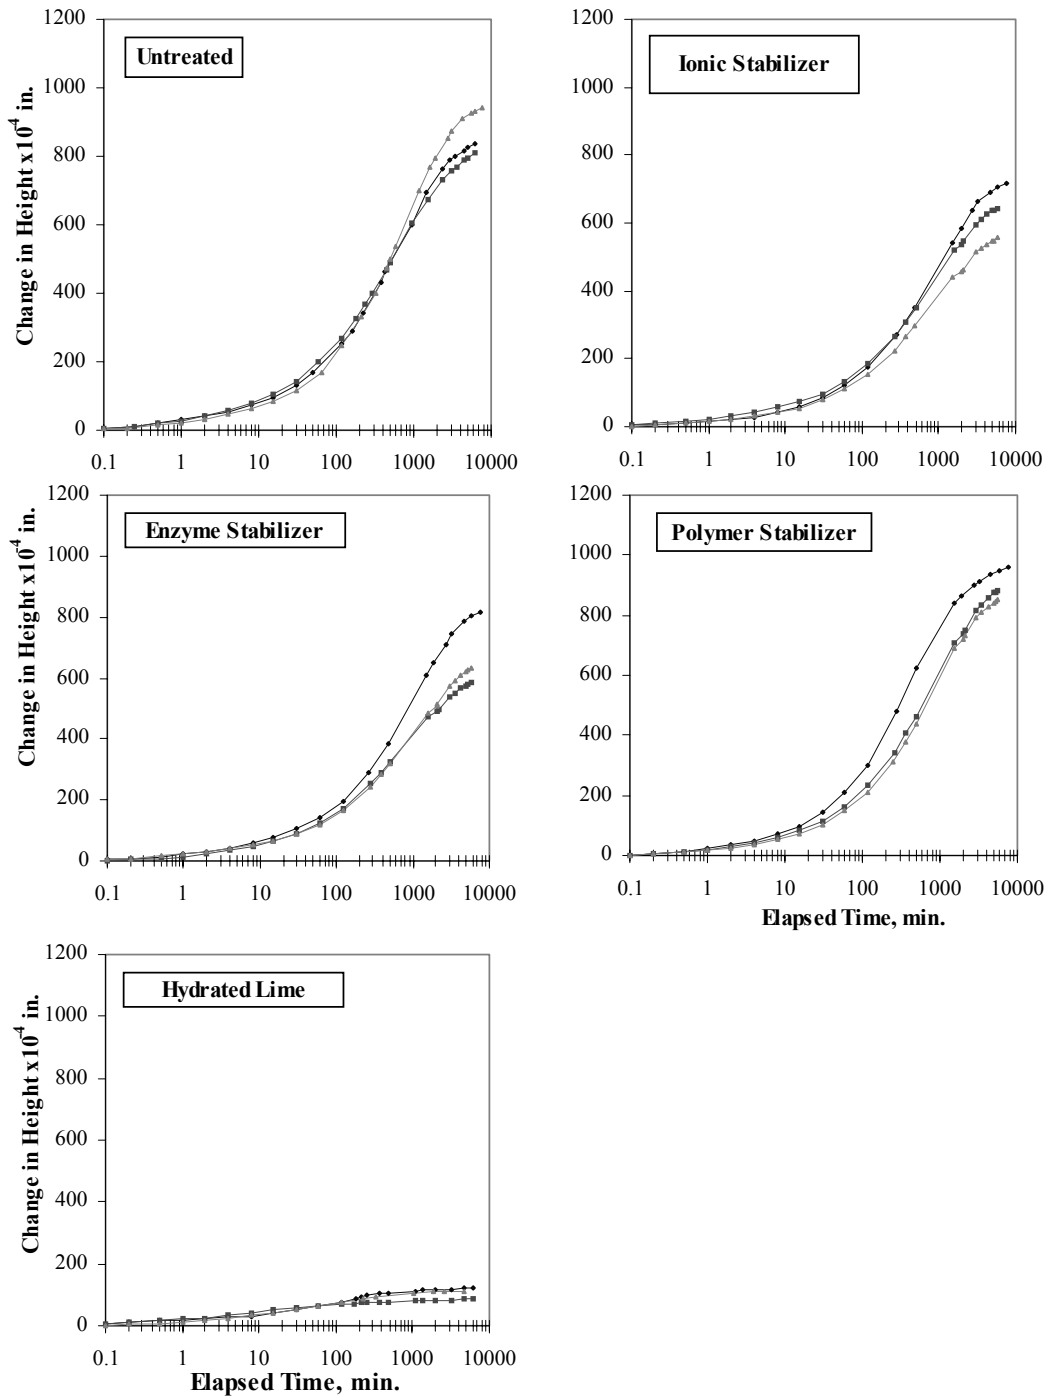 Untreated
Change in Height x10⁻⁴ in.
1200
1000
800
600
400
200
0
0.1 1 10 100 1000 10000
Ionic Stabilizer
1200
1000
800
600
400
200
0
0.1 1 10 100 1000 10000
Enzyme Stabilizer
Change in Height x10⁻⁴ in.
1200
1000
800
600
400
200
0
0.1 1 10 100 1000 10000
Polymer Stabilizer
1200
1000
800
600
400
200
0
0.1 1 10 100 1000 10000
Elapsed Time, min.
Hydrated Lime
Change in Height x10⁻⁴ in.
1200
1000
800
600
400
200
0
0.1 1 10 100 1000 10000
Elapsed Time, min.